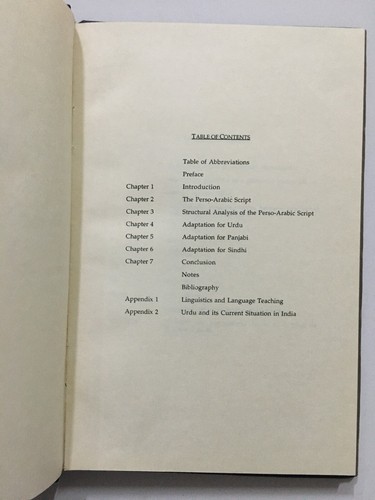 TABLE OF CONTENTS
Table of Abbreviations
Preface
Chapter 1 Introduction
Chapter 2 The Perso-Arabic Script
Chapter 3 Structural Analysis of the Perso-Arabic Script
Chapter 4 Adaptation for Urdu
Chapter 5 Adaptation for Panjabi
Chapter 6 Adaptation for Sindhi
Chapter 7 Conclusion
Notes
Bibliography
Appendix 1 Linguistics and Language Teaching
Appendix 2 Urdu and its Current Situation in India